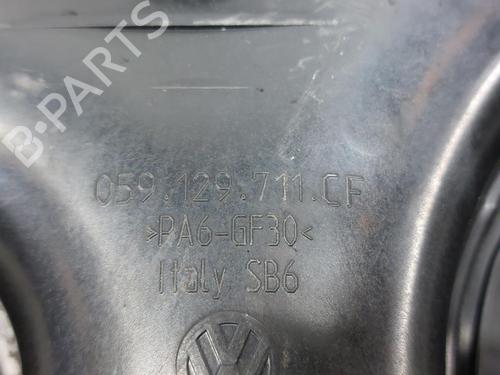 B-PARTS
059.129.711.CF
>PA6-GF30<
Italy SB6